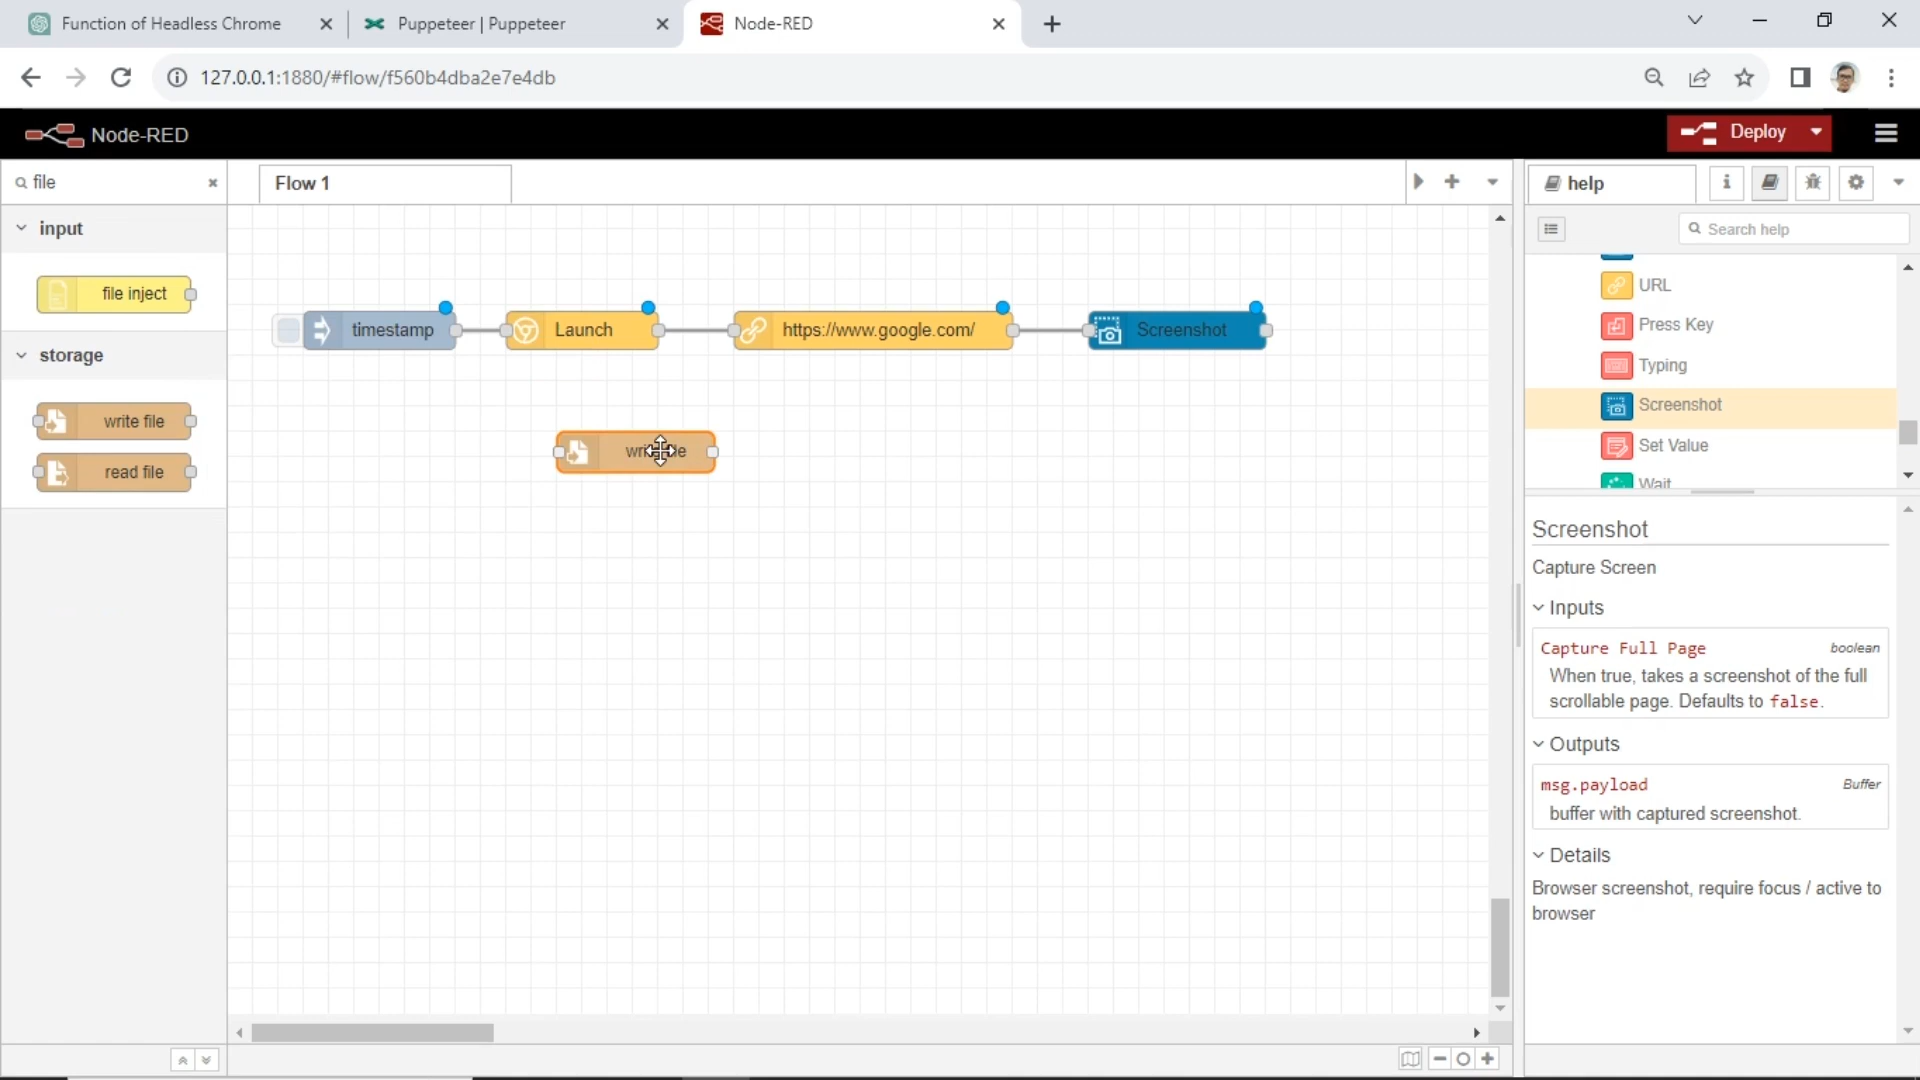 Function of Headless Chrome
Puppeteer | Puppeteer
Node-RED
127.0.0.1:1880/#flow/f560b4dba2e7e4db
Node-RED
Deploy
file
Flow 1
help
input
Search help
file inject
URL
timestamp
Launch
https://www.google.com/
Screenshot
Press Key
storage
Typing
write file
Screenshot
Set Value
read file
Wait
Screenshot
Capture Screen
Inputs
Capture Full Page boolean
When true, takes a screenshot of the full
scrollable page. Defaults to false.
Outputs
msg.payload Buffer
buffer with captured screenshot.
Details
Browser screenshot, require focus / active to
browser